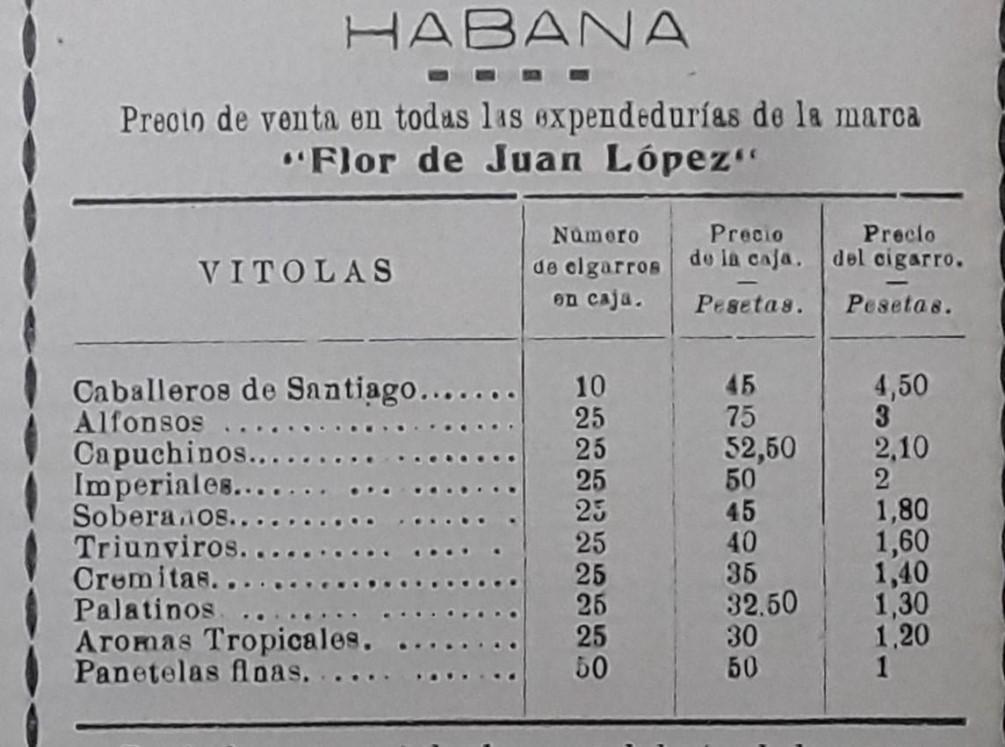 HABANA
Precio de venta en todas las expendedurías de la marca
"Flor de Juan López"
VITOLAS
Número de cigarros en caja.
Precio de la caja. — Pesetas.
Precio del cigarro. — Pesetas.
Caballeros de Santiago....... 10 45 4,50
Alfonsos .................. 25 75 3
Capuchinos.......... ........ 25 52,50 2,10
Imperiales....... ... ....... 25 50 2
Soberanos.......... ...... . 25 45 1,80
Triunviros.......... .... . 25 40 1,60
Cremitas.................... 25 35 1,40
Palatinos. ........ ......... 25 32.50 1,30
Aromas Tropicales. ........ 25 30 1,20
Panetelas finas. ..... ....... 50 50 1